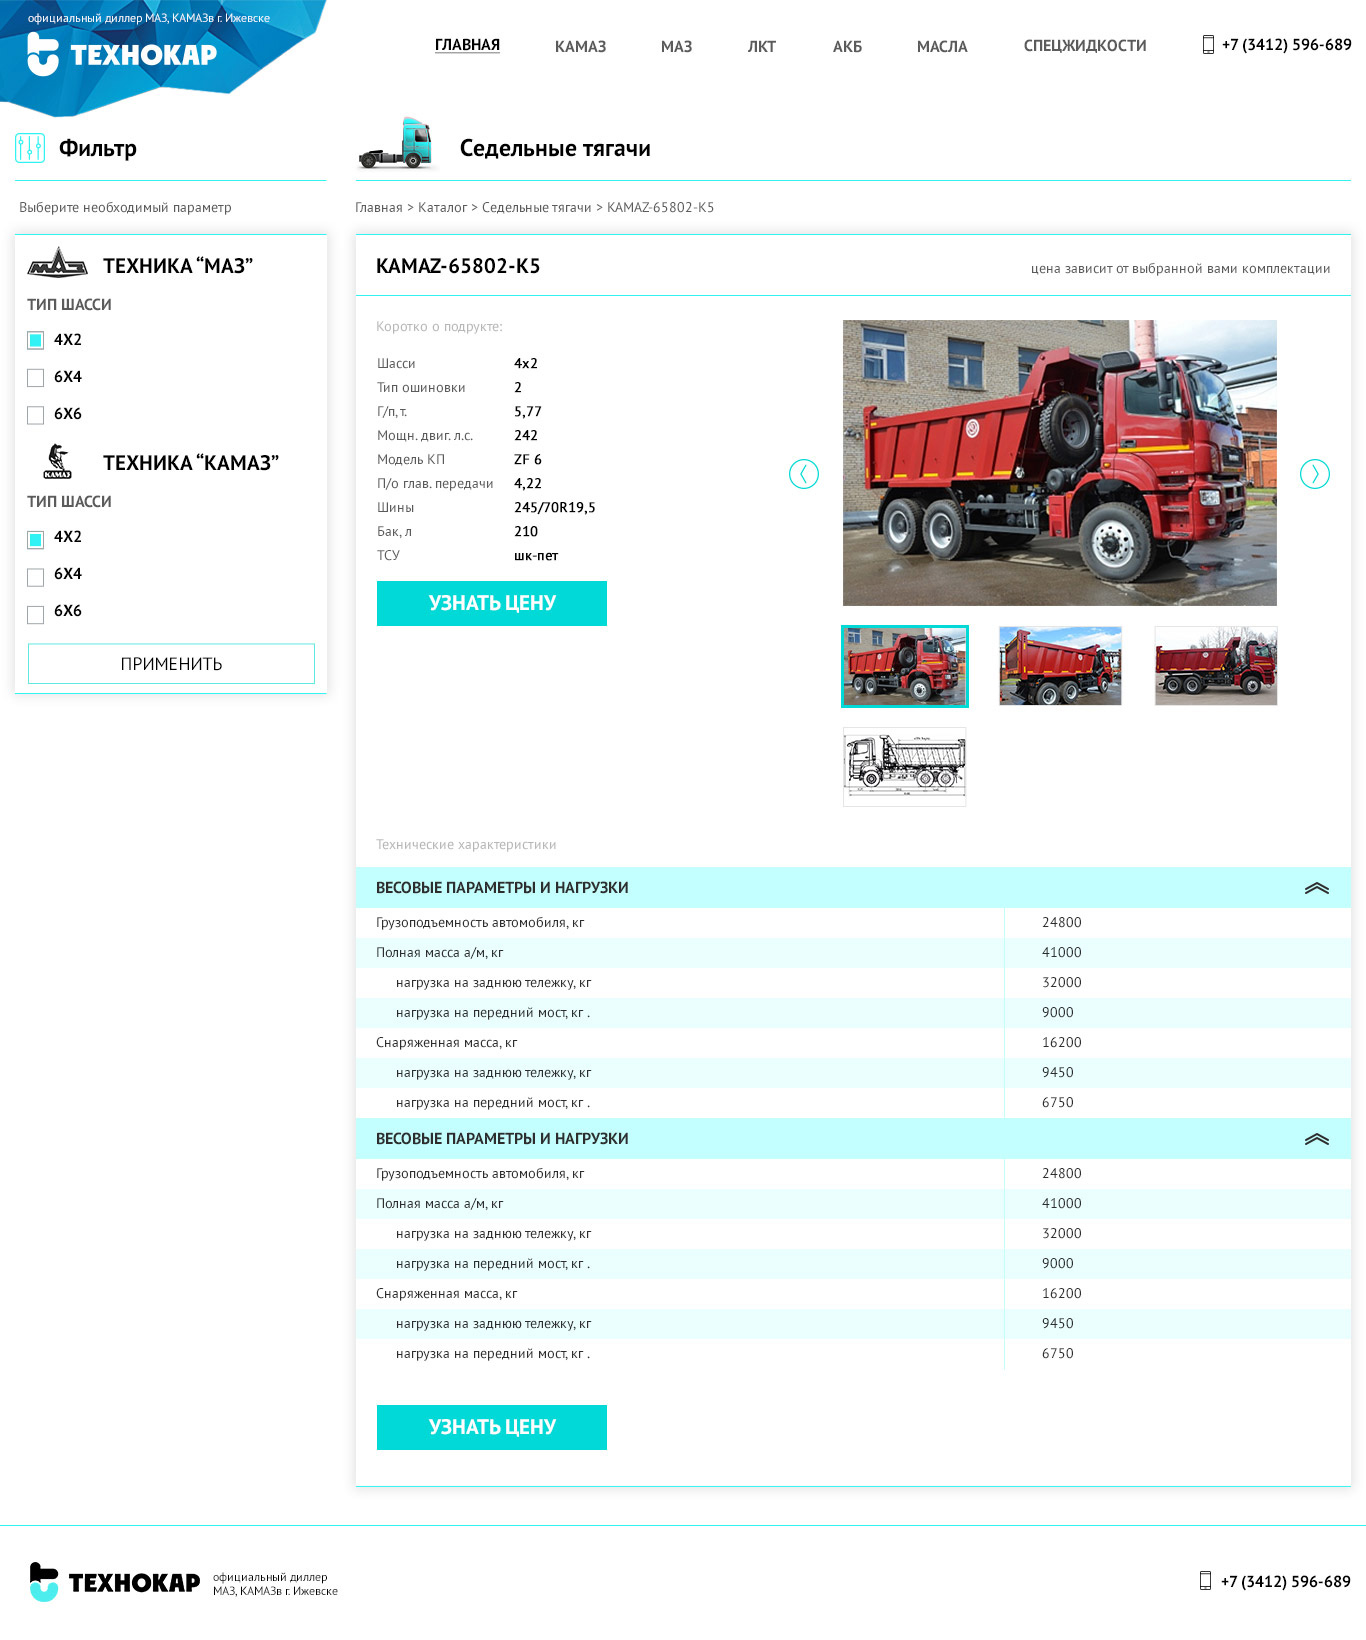 официальный диллер МАЗ, КАМАЗв г. Ижевске
ТЕХНОКАР
ГЛАВНАЯ КАМАЗ МАЗ ЛКТ АКБ МАСЛА СПЕЦЖИДКОСТИ +7 (3412) 596-689
Фильтр
Седельные тягачи
Выберите необходимый параметр
Главная > Каталог > Седельные тягачи > KAMAZ-65802-K5
МАЗ ТЕХНИКА “МАЗ”
ТИП ШАССИ
4X2
6X4
6X6
КАМАЗ ТЕХНИКА “КАМАЗ”
ТИП ШАССИ
4X2
6X4
6X6
ПРИМЕНИТЬ
KAMAZ-65802-K5
цена зависит от выбранной вами комплектации
Коротко о подрукте:
Шасси 4х2
Тип ошиновки 2
Г/п,т. 5,77
Мощн. двиг. л.с. 242
Модель КП ZF 6
П/о глав. передачи 4,22
Шины 245/70R19,5
Бак, л 210
ТСУ шк-пет
УЗНАТЬ ЦЕНУ
Технические характеристики
ВЕСОВЫЕ ПАРАМЕТРЫ И НАГРУЗКИ
Грузоподъемность автомобиля, кг 24800
Полная масса а/м, кг 41000
нагрузка на заднюю тележку, кг 32000
нагрузка на передний мост, кг . 9000
Снаряженная масса, кг 16200
нагрузка на заднюю тележку, кг 9450
нагрузка на передний мост, кг . 6750
ВЕСОВЫЕ ПАРАМЕТРЫ И НАГРУЗКИ
Грузоподъемность автомобиля, кг 24800
Полная масса а/м, кг 41000
нагрузка на заднюю тележку, кг 32000
нагрузка на передний мост, кг . 9000
Снаряженная масса, кг 16200
нагрузка на заднюю тележку, кг 9450
нагрузка на передний мост, кг . 6750
УЗНАТЬ ЦЕНУ
ТЕХНОКАР
официальный диллер
МАЗ, КАМАЗв г. Ижевске
+7 (3412) 596-689